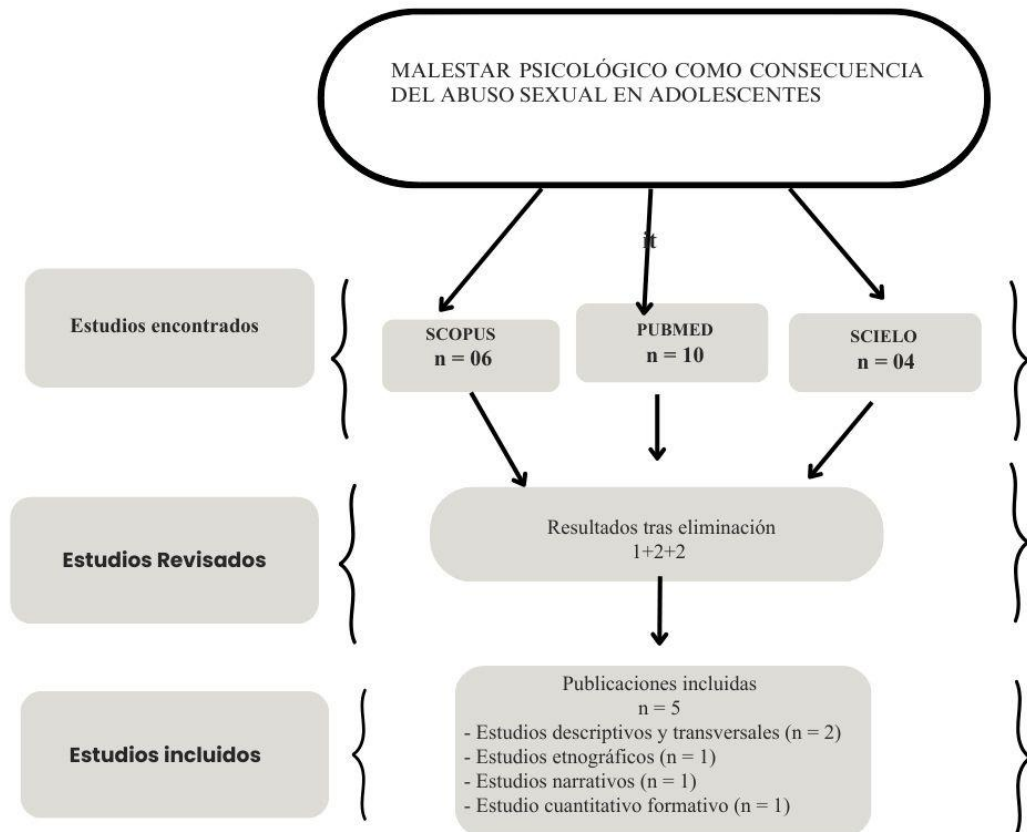 MALESTAR PSICOLÓGICO COMO CONSECUENCIA
DEL ABUSO SEXUAL EN ADOLESCENTES
it
Estudios encontrados
SCOPUS
n = 06
PUBMED
n = 10
SCIELO
n = 04
Estudios Revisados
Resultados tras eliminación
1+2+2
Estudios incluidos
Publicaciones incluidas
n = 5
- Estudios descriptivos y transversales (n = 2)
- Estudios etnográficos (n = 1)
- Estudios narrativos (n = 1)
- Estudio cuantitativo formativo (n = 1)